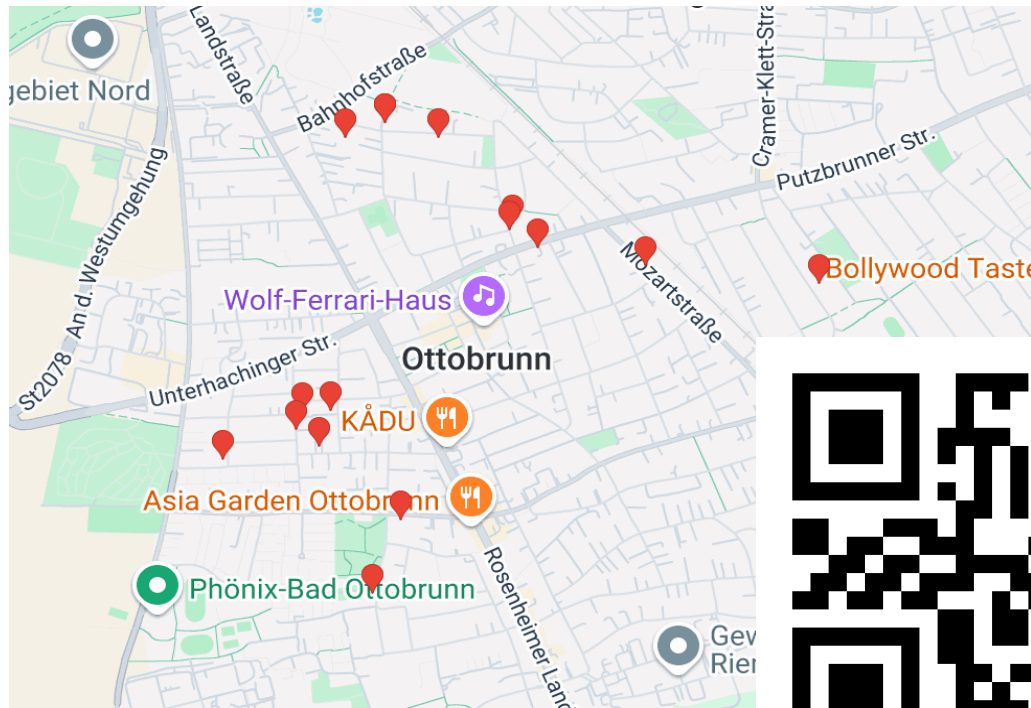 Landstraße
Bahnhofstraße
gebiet Nord
Cramer-Klett-Stra
Putzbrunner Str.
St2078
An d. Westumgehung
Mozartstraße
Bollywood Taste
Wolf-Ferrari-Haus
Unterhachinger Str.
Ottobrunn
KÅDU
Asia Garden Ottobrunn
Phönix-Bad Ottobrunn
Rosenheimer Land
Gew
Rier